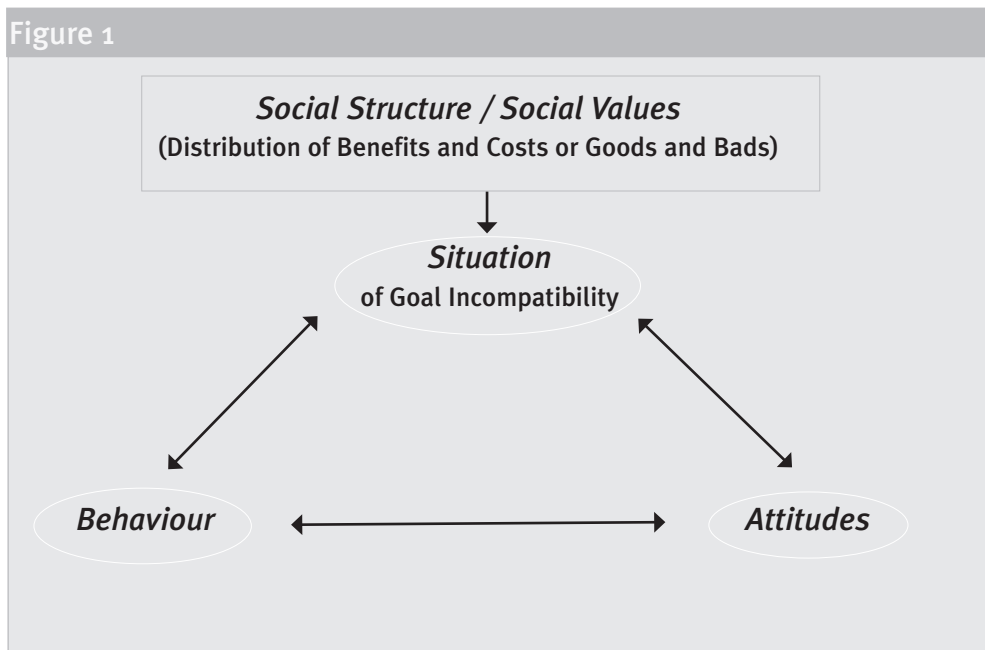 Figure 1
Social Structure / Social Values
(Distribution of Benefits and Costs or Goods and Bads)
Situation
of Goal Incompatibility
Behaviour
Attitudes